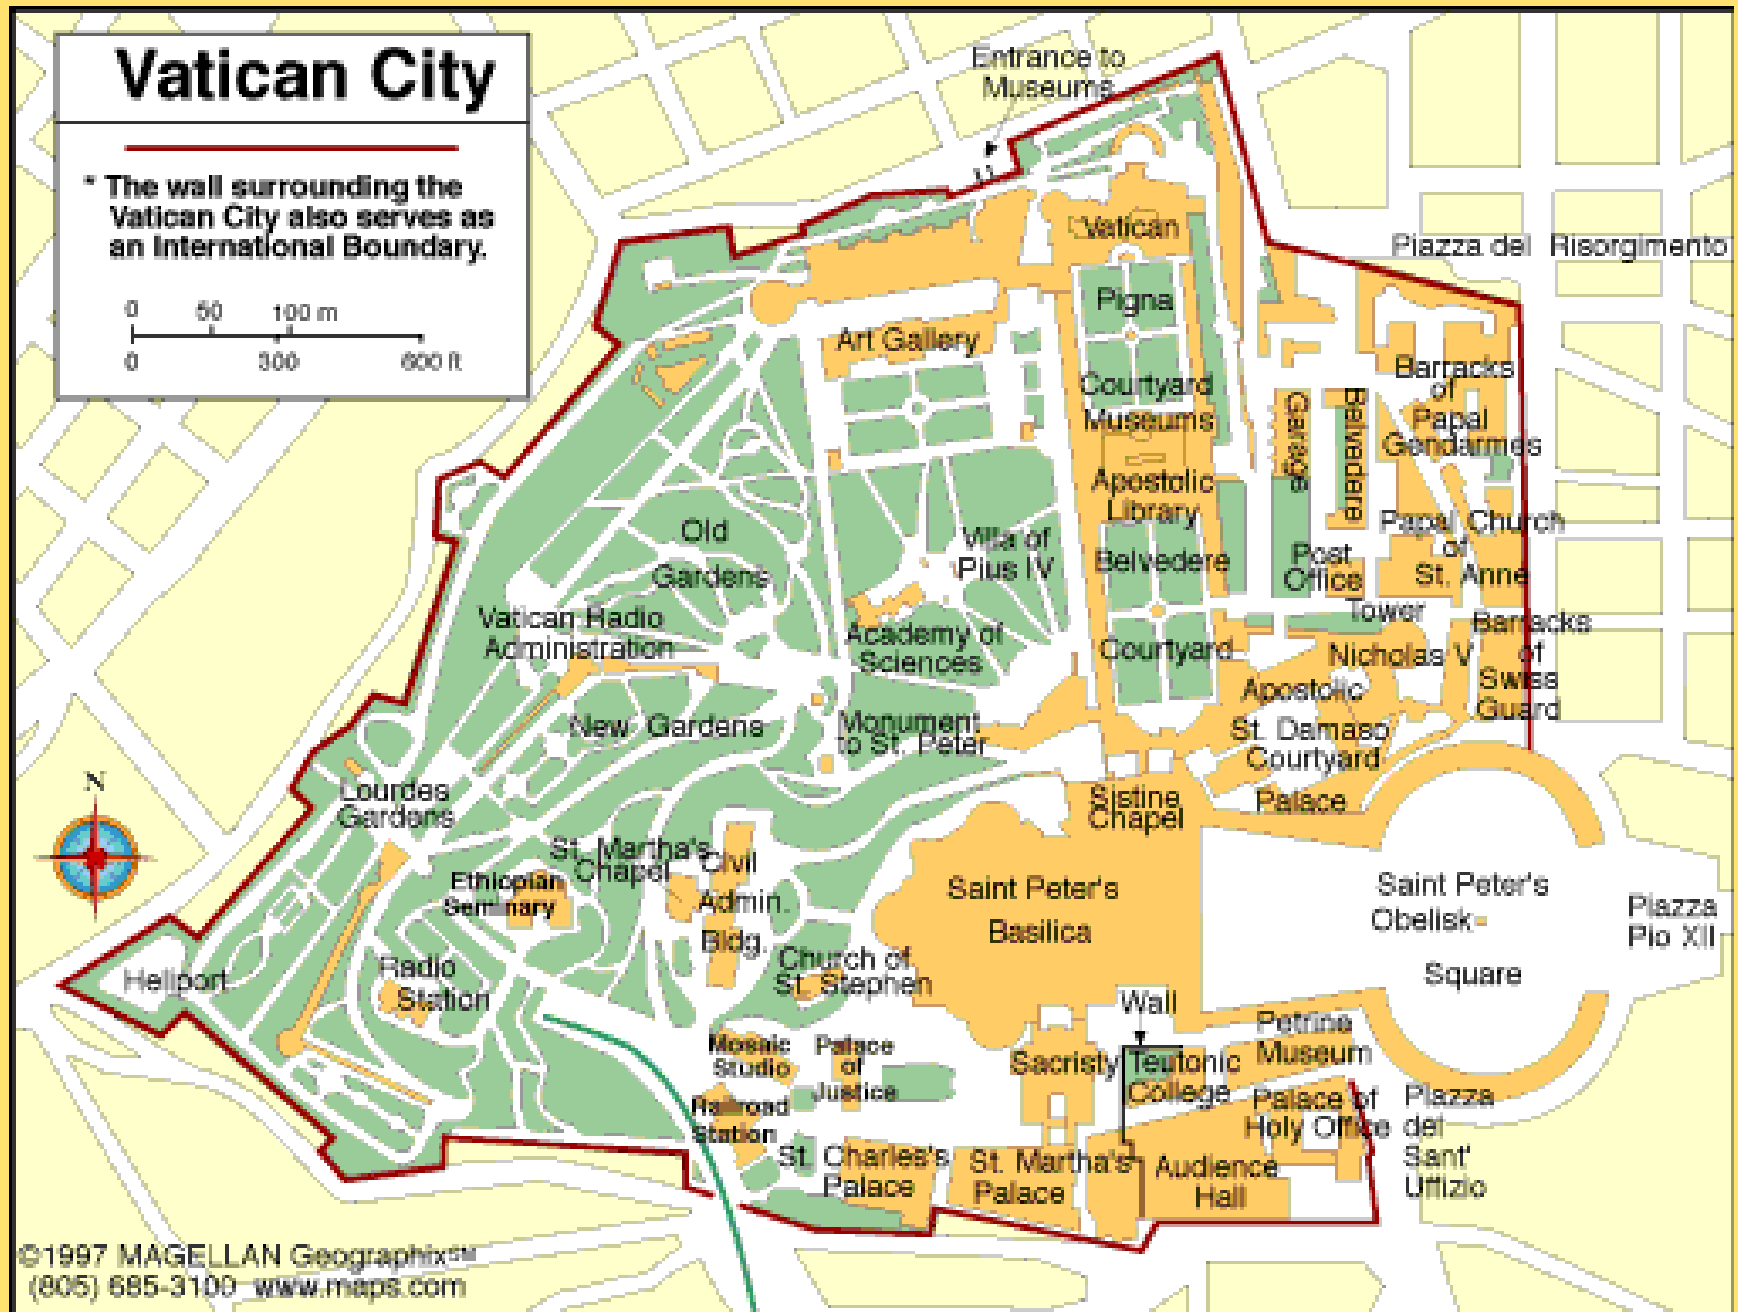 Vatican City
* The wall surrounding the
Vatican City also serves as
an International Boundary.
0 50 100 m
0 300 600 ft
Entrance to
Museums
Vatican
Piazza del Risorgimento
Pigna
Art Gallery
Courtyard
Museums
Barracks
of
Papal
Gendarmes
Garage
Belvedere
Apostolic
Library
Old
Gardens
Villa of
Pius IV
Belvedere
Papal Church
of
St. Anne
Post
Office
Tower
Nicholas V
Barracks
of
Swiss
Guard
Vatican Radio
Administration
Academy of
Sciences
Courtyard
Apostolic
New Gardens
Monument
to St. Peter
St. Damaso
Courtyard
Palace
N
Lourdes
Gardens
Sistine
Chapel
St. Martha's
Chapel
Civil
Admin.
Bldg.
Ethiopian
Seminary
Saint Peter's
Basilica
Saint Peter's
Obelisk
Square
Piazza
Pio XII
Heliport
Radio
Station
Church of
St. Stephen
Wall
Petrine
Museum
Mosaic
Studio
Palace
of
Justice
Sacristy
Teutonic
College
Railroad
Station
Palace of
Holy Office
Piazza
del
Sant'
Uffizio
St. Charles's
Palace
St. Martha's
Palace
Audience
Hall
©1997 MAGELLAN Geographix℠
(805) 685-3100 www.maps.com